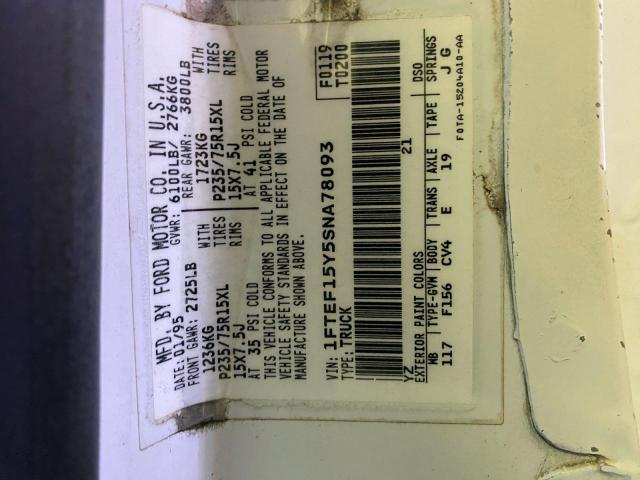 MFD. BY FORD MOTOR CO. IN U.S.A.
DATE: 01/95 GVWR: 6100LB/ 2766KG
FRONT GAWR: 2725LB REAR GAWR: 3800LB
1236KG WITH 1723KG WITH
P235/75R15XL TIRES P235/75R15XL TIRES
15X7.5J RIMS 15X7.5J RIMS
AT 35 PSI COLD AT 41 PSI COLD
THIS VEHICLE CONFORMS TO ALL APPLICABLE FEDERAL MOTOR
VEHICLE SAFETY STANDARDS IN EFFECT ON THE DATE OF
MANUFACTURE SHOWN ABOVE.
F0119
T0200
VIN: 1FTEF15Y5SNA78093
TYPE: TRUCK
YZ 21
EXTERIOR PAINT COLORS DSO
WB TYPE-GVW BODY TRANS AXLE TAPE SPRINGS
117 F156 CV4 E 19 J G
F0TA-15204A10-AA